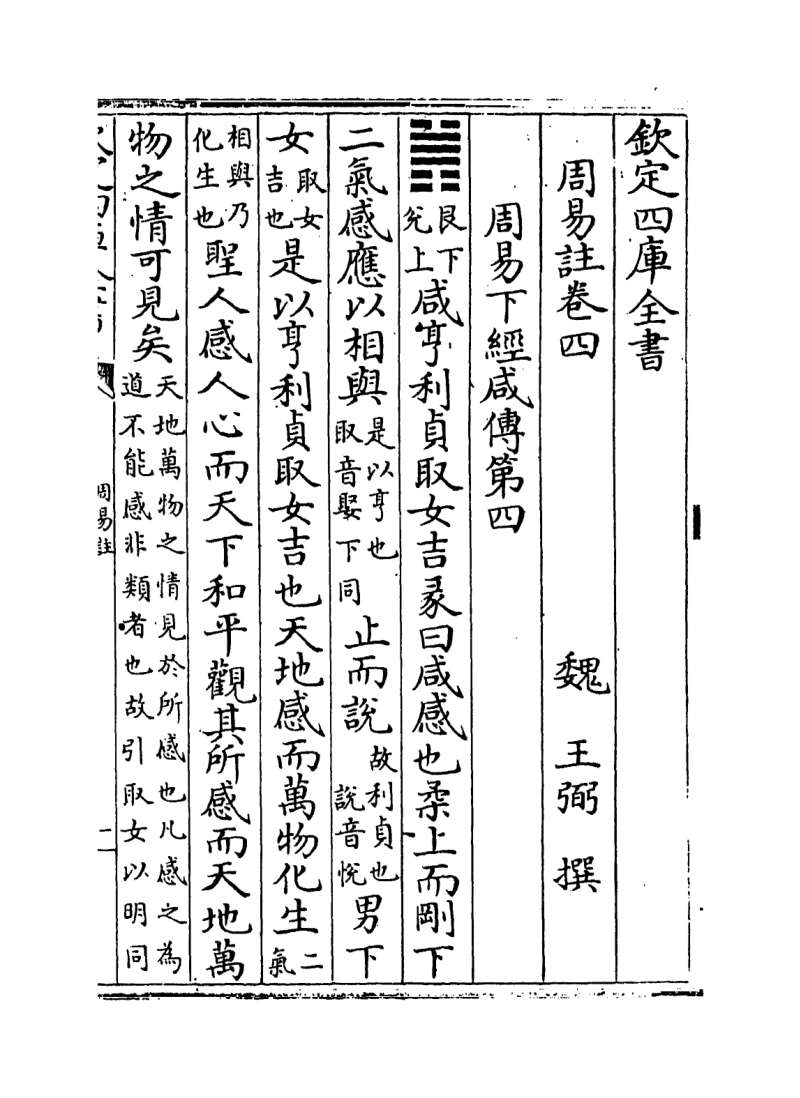 欽定四庫全書
周易註卷四
魏 王弼 撰
周易下經咸傳第四
䷞艮下兌上咸亨利貞取女吉彖曰咸感也柔上而剛下
二氣感應以相與是以亨也取音娶下同止而說故利貞也說音悅男下
女取女吉也是以亨利貞取女吉也天地感而萬物化生二氣
相與乃化生也聖人感人心而天下和平觀其所感而天地萬
物之情可見矣天地萬物之情見於所感也凡感之為道不能感非類者也故引取女以明同
周易註